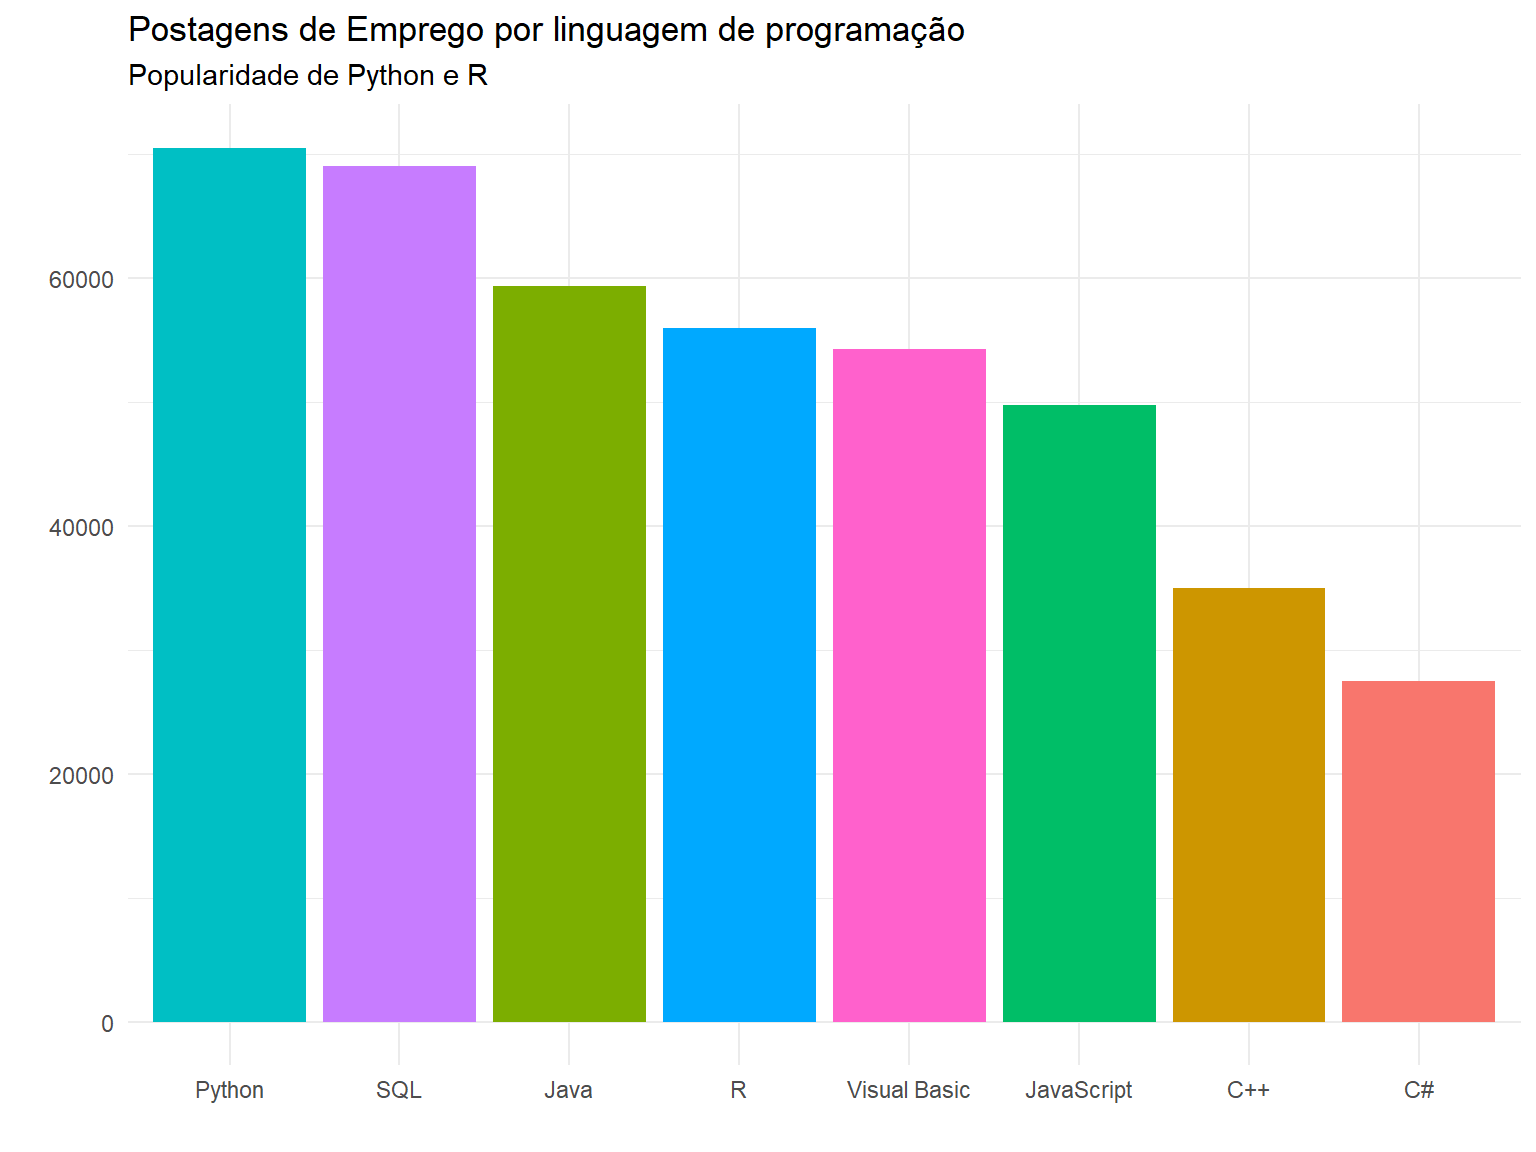 Postagens de Emprego por linguagem de programação
Popularidade de Python e R
60000
40000
20000
0
Python SQL Java R Visual Basic JavaScript C++ C#